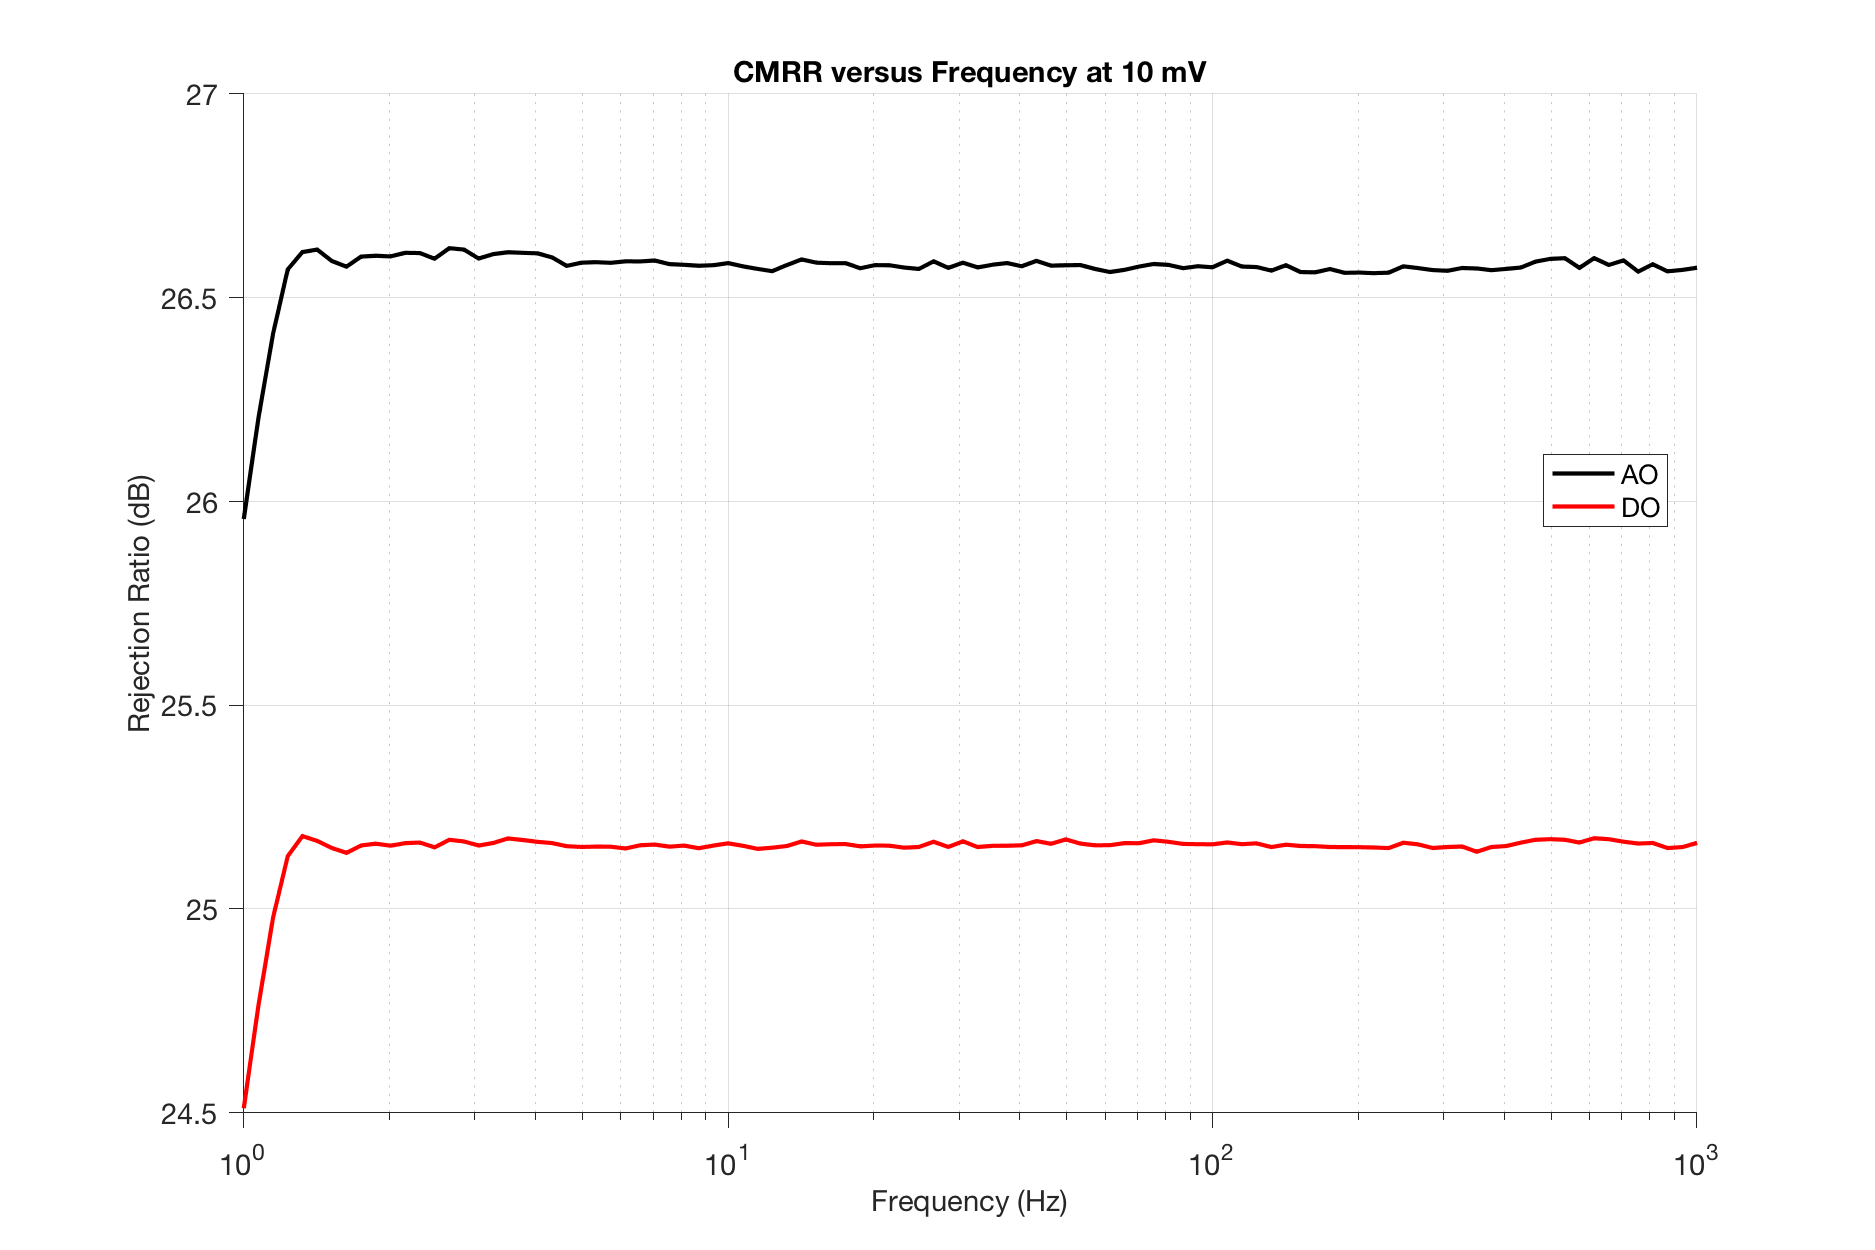 CMRR versus Frequency at 10 mV
27
26.5
26
25.5
25
24.5
Rejection Ratio (dB)
AO
DO
10^0 10^1 10^2 10^3
Frequency (Hz)